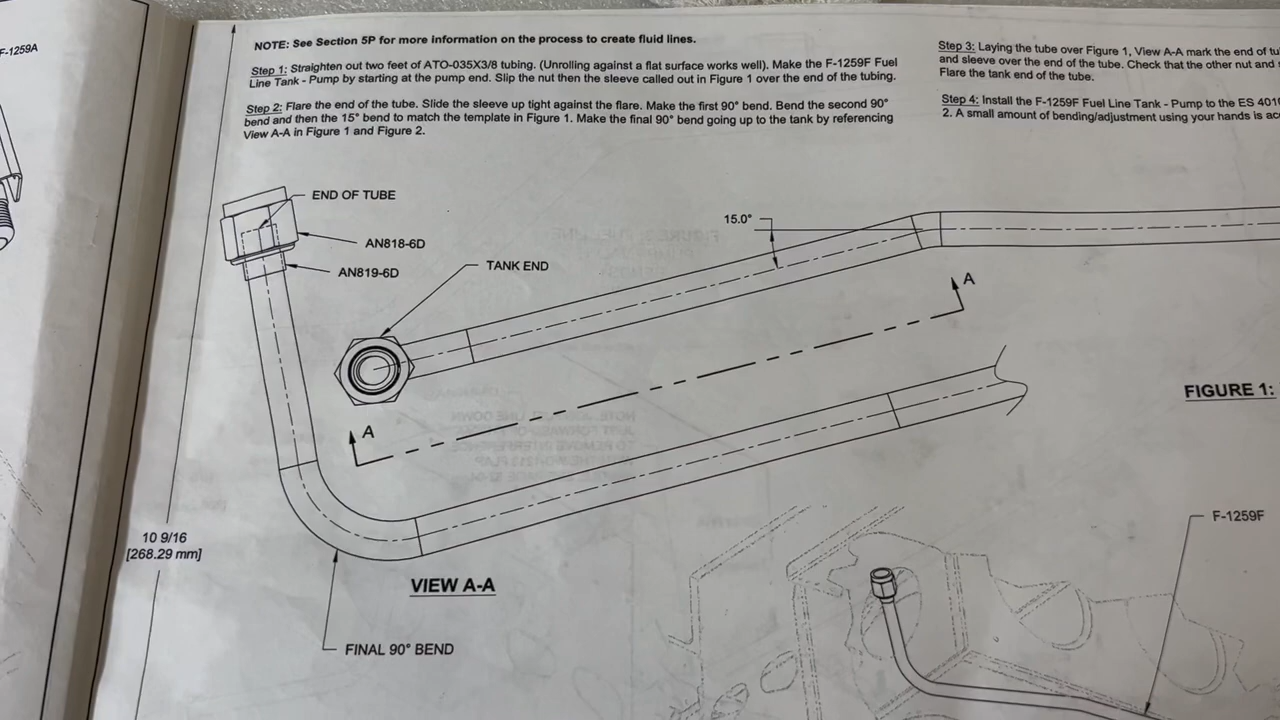 F-1259A
NOTE: See Section 5P for more information on the process to create fluid lines.
Step 1: Straighten out two feet of ATO-035X3/8 tubing. (Unrolling against a flat surface works well). Make the F-1259F Fuel
Line Tank - Pump by starting at the pump end. Slip the nut then the sleeve called out in Figure 1 over the end of the tubing.
Step 2: Flare the end of the tube. Slide the sleeve up tight against the flare. Make the first 90° bend. Bend the second 90°
bend and then the 15° bend to match the template in Figure 1. Make the final 90° bend going up to the tank by referencing
View A-A in Figure 1 and Figure 2.
Step 3: Laying the tube over Figure 1, View A-A mark the end of
and sleeve over the end of the tube. Check that the other nut and
Flare the tank end of the tube.
Step 4: Install the F-1259F Fuel Line Tank - Pump to the ES
2. A small amount of bending/adjustment using your hands is
END OF TUBE
AN818-6D
AN819-6D
TANK END
15.0°
A
A
FIGURE 1:
10 9/16
[268.29 mm]
VIEW A-A
FINAL 90° BEND
F-1259F